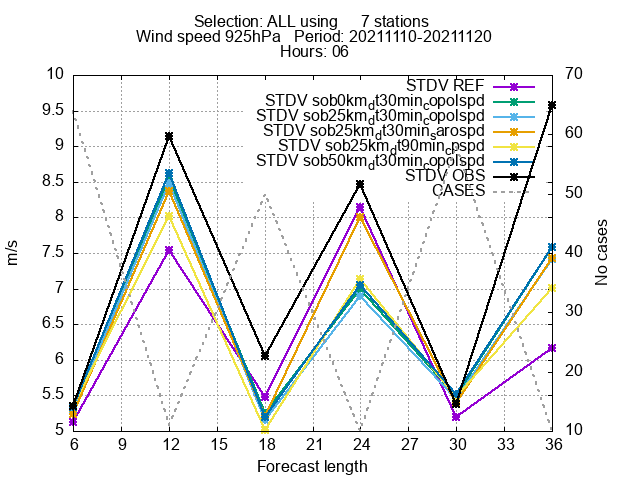 Selection: ALL using 7 stations
Wind speed 925hPa Period: 20211110-20211120
Hours: 06
STDV REF
STDV sob0km_dt30min_copolspd
STDV sob25km_dt30min_copolspd
STDV sob25km_dt30min_sarospd
STDV sob25km_dt90min_cpspd
STDV sob50km_dt30min_copolspd
STDV OBS
CASES
10
9.5
9
8.5
8
7.5
7
6.5
6
5.5
5
m/s
70
60
50
40
30
20
10
No cases
6 9 12 15 18 21 24 27 30 33 36
Forecast length